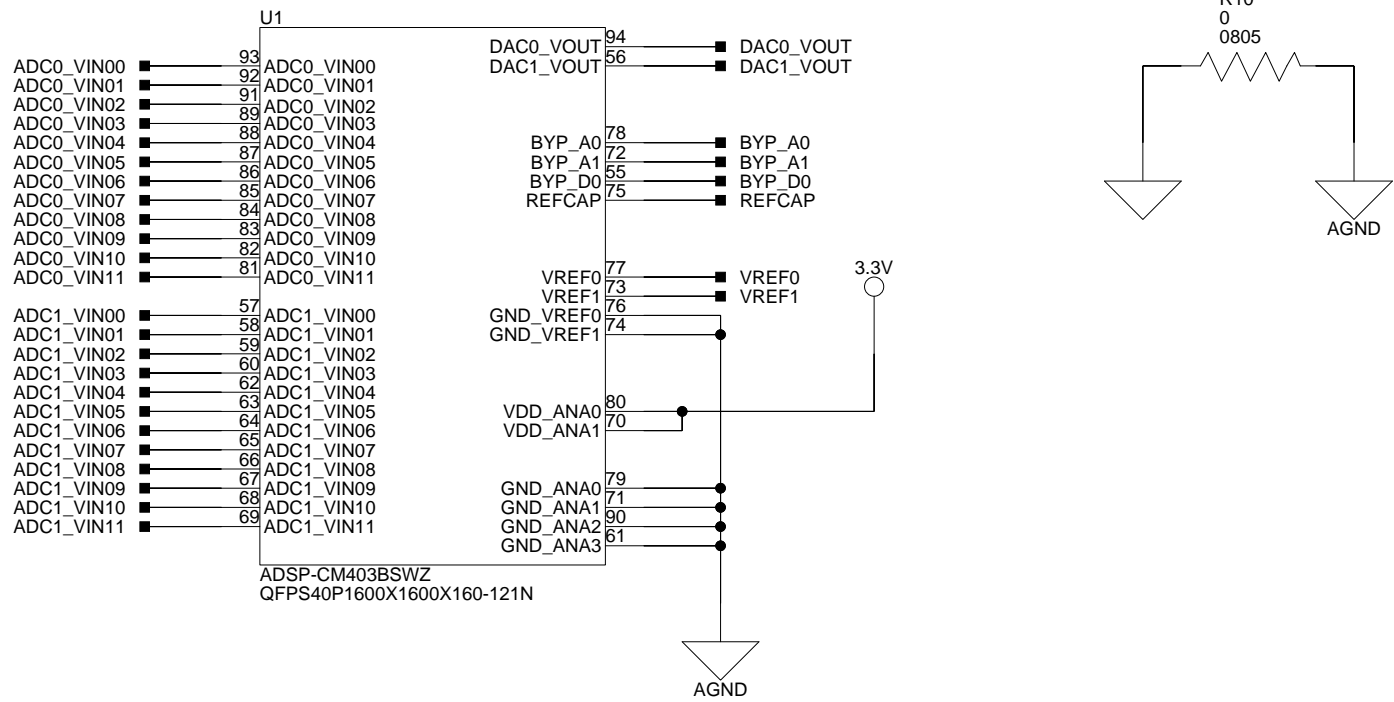 U1
ADC0_VIN00 93 ADC0_VIN00
ADC0_VIN01 92 ADC0_VIN01
ADC0_VIN02 91 ADC0_VIN02
ADC0_VIN03 89 ADC0_VIN03
ADC0_VIN04 88 ADC0_VIN04
ADC0_VIN05 87 ADC0_VIN05
ADC0_VIN06 86 ADC0_VIN06
ADC0_VIN07 85 ADC0_VIN07
ADC0_VIN08 84 ADC0_VIN08
ADC0_VIN09 83 ADC0_VIN09
ADC0_VIN10 82 ADC0_VIN10
ADC0_VIN11 81 ADC0_VIN11
ADC1_VIN00 57 ADC1_VIN00
ADC1_VIN01 58 ADC1_VIN01
ADC1_VIN02 59 ADC1_VIN02
ADC1_VIN03 60 ADC1_VIN03
ADC1_VIN04 62 ADC1_VIN04
ADC1_VIN05 63 ADC1_VIN05
ADC1_VIN06 64 ADC1_VIN06
ADC1_VIN07 65 ADC1_VIN07
ADC1_VIN08 66 ADC1_VIN08
ADC1_VIN09 67 ADC1_VIN09
ADC1_VIN10 68 ADC1_VIN10
ADC1_VIN11 69 ADC1_VIN11
DAC0_VOUT 94 DAC0_VOUT
DAC1_VOUT 56 DAC1_VOUT
BYP_A0 78 BYP_A0
BYP_A1 72 BYP_A1
BYP_D0 55 BYP_D0
REFCAP 75 REFCAP
VREF0 77 VREF0
VREF1 73 VREF1
GND_VREF0 76
GND_VREF1 74
VDD_ANA0 80
VDD_ANA1 70
GND_ANA0 79
GND_ANA1 71
GND_ANA2 90
GND_ANA3 61
ADSP-CM403BSWZ
QFPS40P1600X1600X160-121N
3.3V
AGND
0
0805
AGND